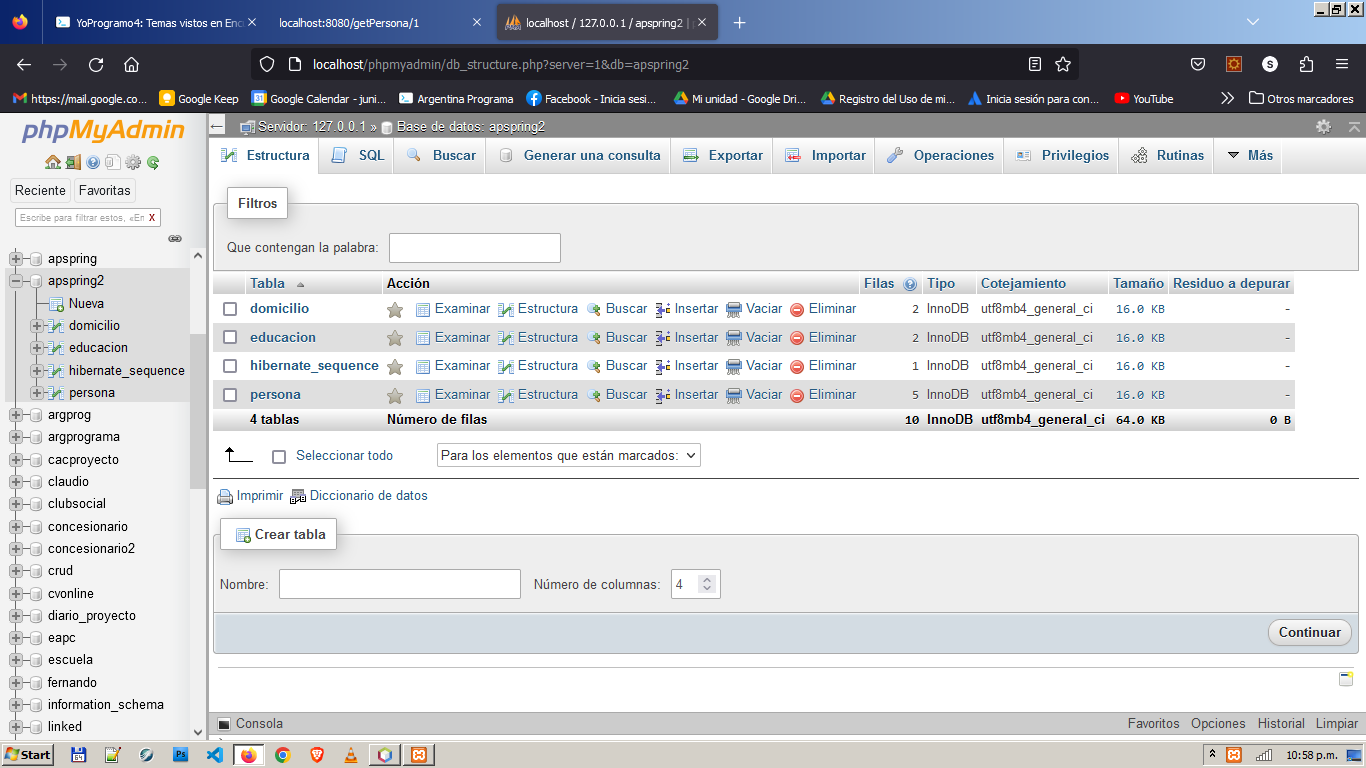 YoProgramo4: Temas vistos en Enc
localhost:8080/getPersona/1
localhost / 127.0.0.1 / apspring2 | p
localhost/phpmyadmin/db_structure.php?server=1&db=apspring2
https://mail.google.co...
Google Keep
Google Calendar - juni...
Argentina Programa
Facebook - Inicia sesi...
Mi unidad - Google Dri...
Registro del Uso de mi...
Inicia sesión para con...
YouTube
Otros marcadores
phpMyAdmin
Reciente
Favoritas
Escribe para filtrar estos, «En
X
apspring
apspring2
Nueva
domicilio
educacion
hibernate_sequence
persona
argprog
argprograma
cacproyecto
claudio
clubsocial
concesionario
concesionario2
crud
cvonline
diario_proyecto
eapc
escuela
fernando
information_schema
linked
Servidor: 127.0.0.1 » Base de datos: apspring2
Estructura
SQL
Buscar
Generar una consulta
Exportar
Importar
Operaciones
Privilegios
Rutinas
Más
Filtros
Que contengan la palabra:
Tabla Acción Filas Tipo Cotejamiento Tamaño Residuo a depurar
domicilio Examinar Estructura Buscar Insertar Vaciar Eliminar 2 InnoDB utf8mb4_general_ci 16.0 KB -
educacion Examinar Estructura Buscar Insertar Vaciar Eliminar 2 InnoDB utf8mb4_general_ci 16.0 KB -
hibernate_sequence Examinar Estructura Buscar Insertar Vaciar Eliminar 1 InnoDB utf8mb4_general_ci 16.0 KB -
persona Examinar Estructura Buscar Insertar Vaciar Eliminar 5 InnoDB utf8mb4_general_ci 16.0 KB -
4 tablas Número de filas 10 InnoDB utf8mb4_general_ci 64.0 KB 0 B
Seleccionar todo
Para los elementos que están marcados:
Imprimir
Diccionario de datos
Crear tabla
Nombre:
Número de columnas: 4
Continuar
Consola
Favoritos Opciones Historial Limpiar
Start
10:58 p.m.